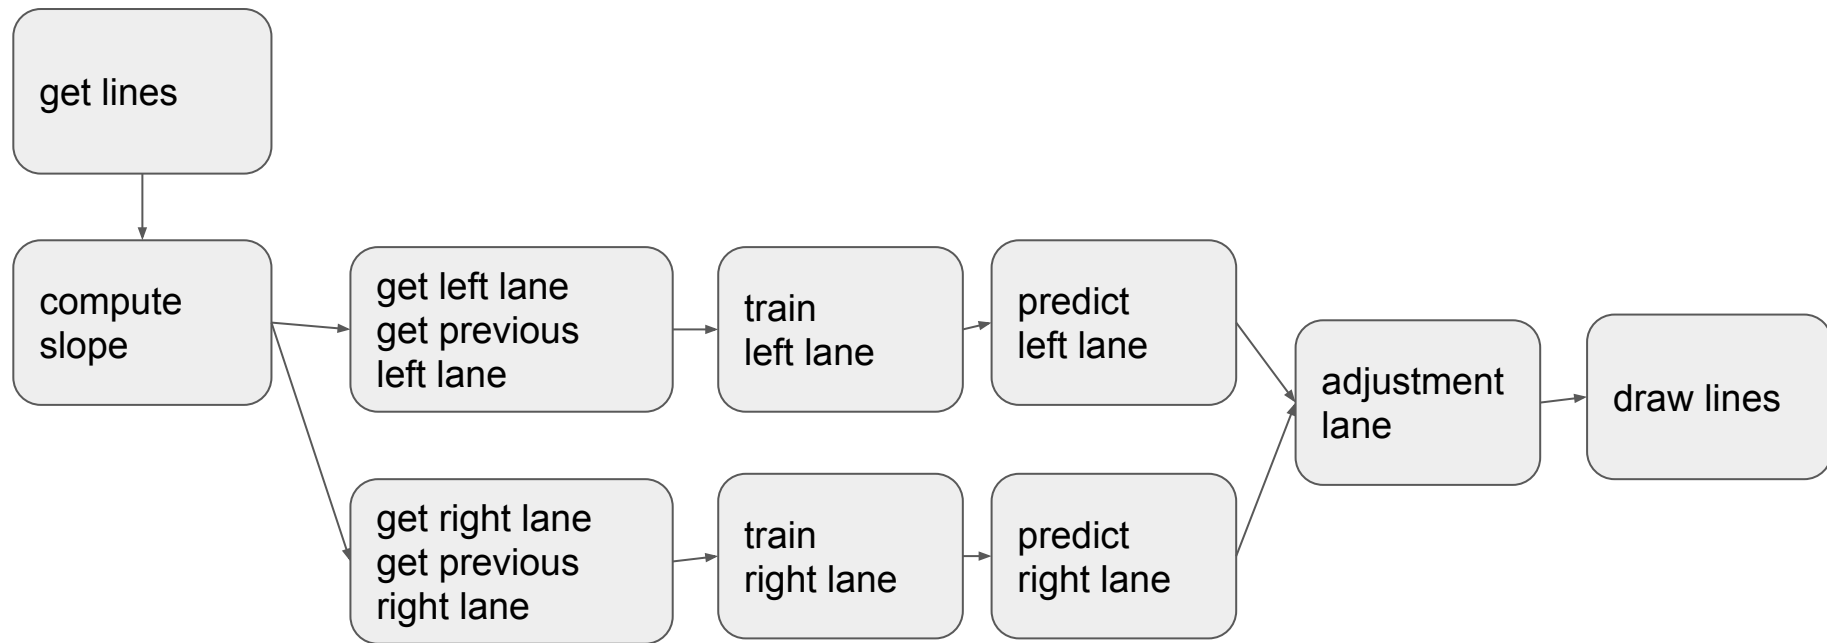 get lines
compute
slope
get left lane
get previous
left lane
train
left lane
predict
left lane
get right lane
get previous
right lane
train
right lane
predict
right lane
adjustment
lane
draw lines